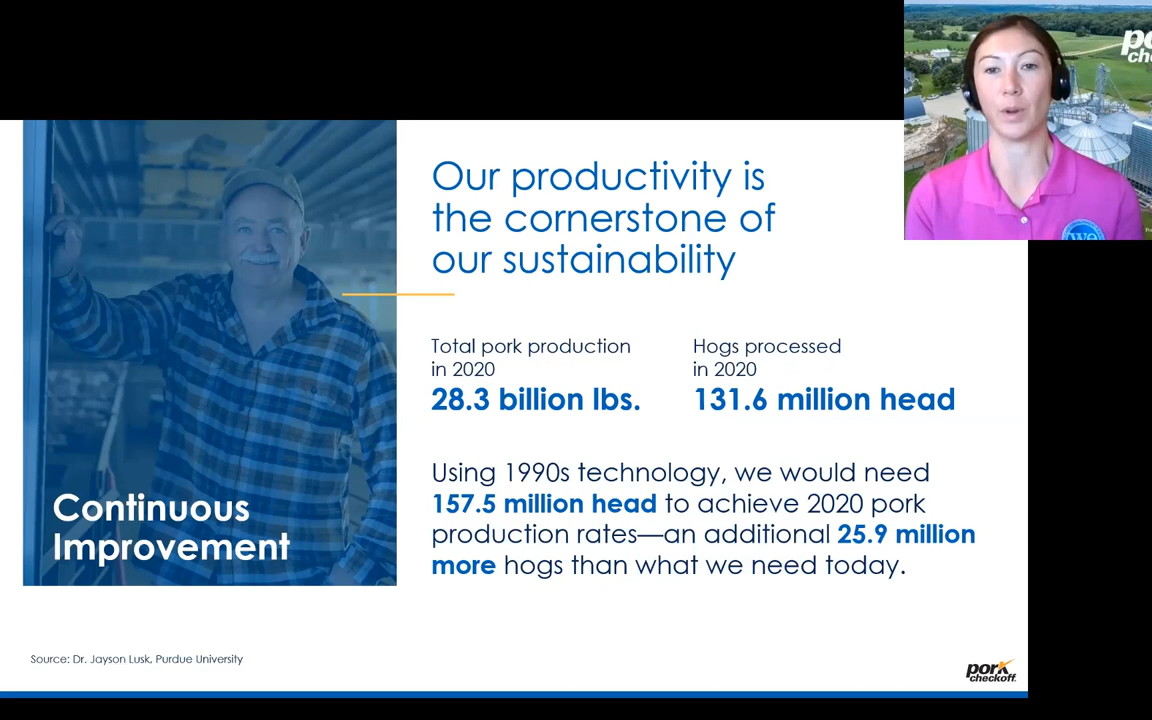 Our productivity is
the cornerstone of
our sustainability
Total pork production
in 2020
28.3 billion lbs.
Hogs processed
in 2020
131.6 million head
Using 1990s technology, we would need
157.5 million head to achieve 2020 pork
production rates—an additional 25.9 million
more hogs than what we need today.
Continuous
Improvement
Source: Dr. Jayson Lusk, Purdue University
pork
checkoff
we